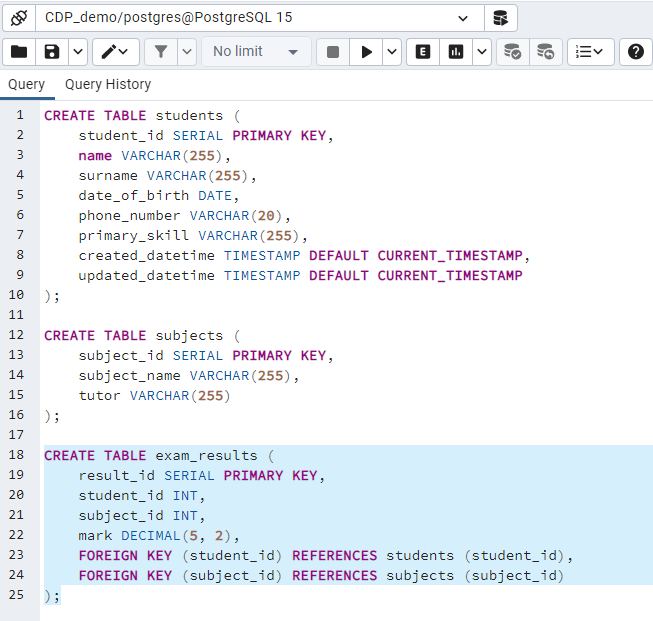 CDP_demo/postgres@PostgreSQL 15
No limit
E
Query Query History
1 CREATE TABLE students (
2 student_id SERIAL PRIMARY KEY,
3 name VARCHAR(255),
4 surname VARCHAR(255),
5 date_of_birth DATE,
6 phone_number VARCHAR(20),
7 primary_skill VARCHAR(255),
8 created_datetime TIMESTAMP DEFAULT CURRENT_TIMESTAMP,
9 updated_datetime TIMESTAMP DEFAULT CURRENT_TIMESTAMP
10 );
11
12 CREATE TABLE subjects (
13 subject_id SERIAL PRIMARY KEY,
14 subject_name VARCHAR(255),
15 tutor VARCHAR(255)
16 );
17
18 CREATE TABLE exam_results (
19 result_id SERIAL PRIMARY KEY,
20 student_id INT,
21 subject_id INT,
22 mark DECIMAL(5, 2),
23 FOREIGN KEY (student_id) REFERENCES students (student_id),
24 FOREIGN KEY (subject_id) REFERENCES subjects (subject_id)
25 );